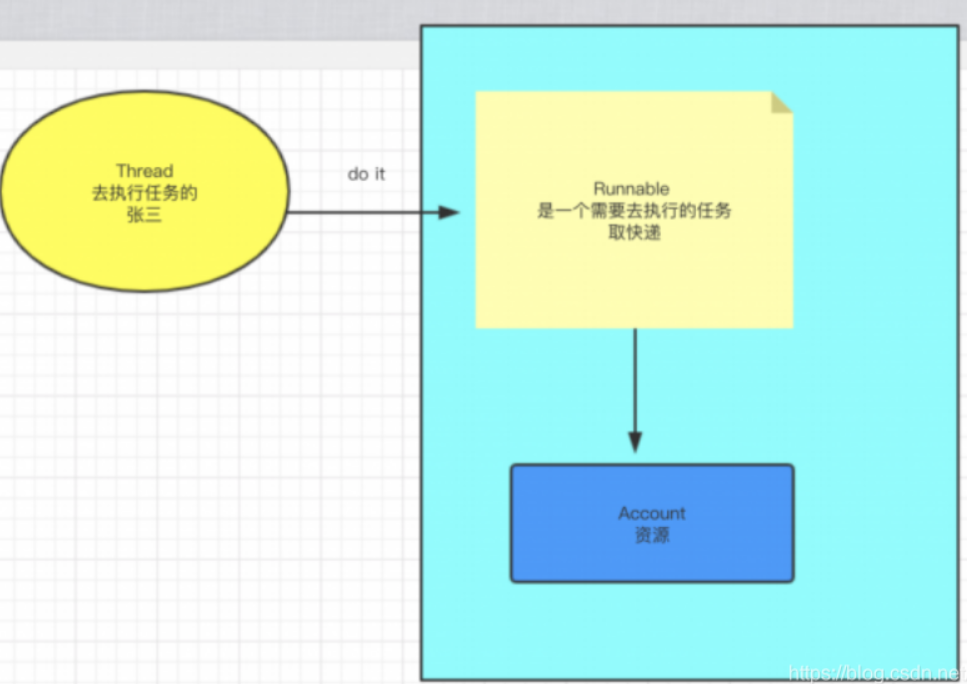 Thread
去执行任务的
张三
do it
Runnable
是一个需要去执行的任务
取快递
Account
资源
https://blog.csdn.net